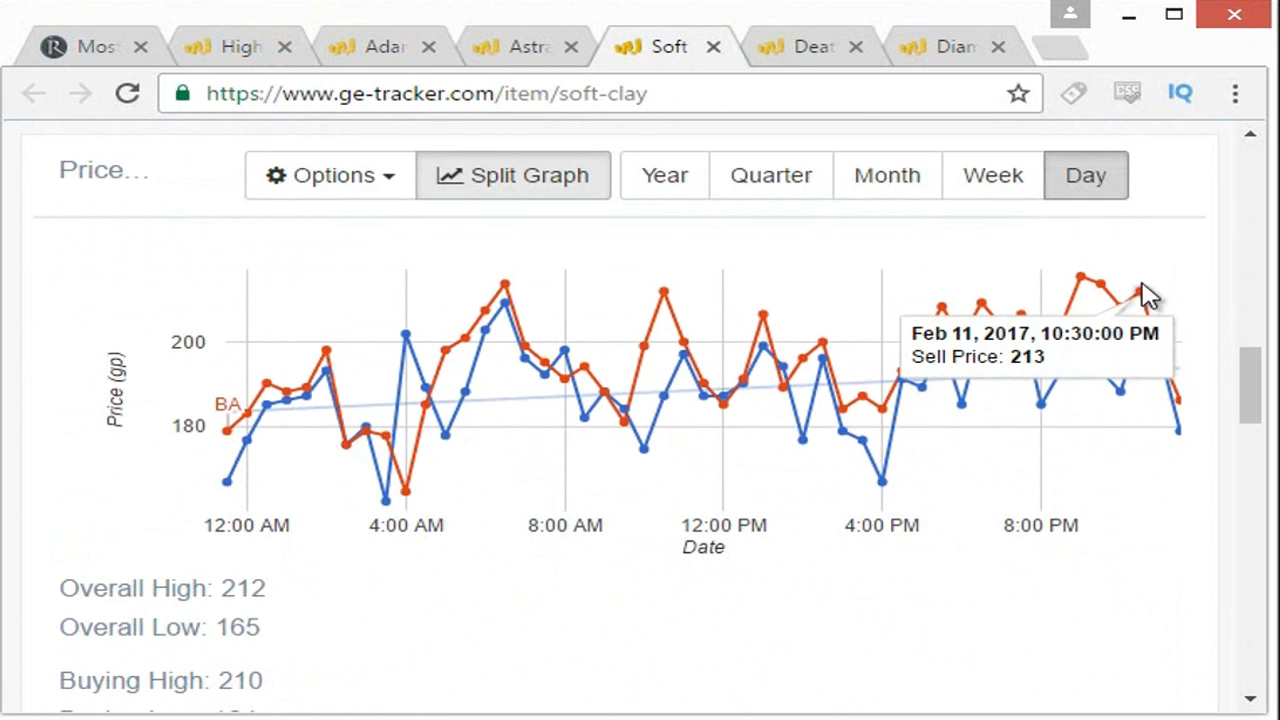 Most High Adar Astra Soft Deat Diam
https://www.ge-tracker.com/item/soft-clay CSS IQ
Price... Options Split Graph Year Quarter Month Week Day
Price (gp)
200
Feb 11, 2017, 10:30:00 PM
Sell Price: 213
BA
180
12:00 AM 4:00 AM 8:00 AM 12:00 PM 4:00 PM 8:00 PM
Date
Overall High: 212
Overall Low: 165
Buying High: 210